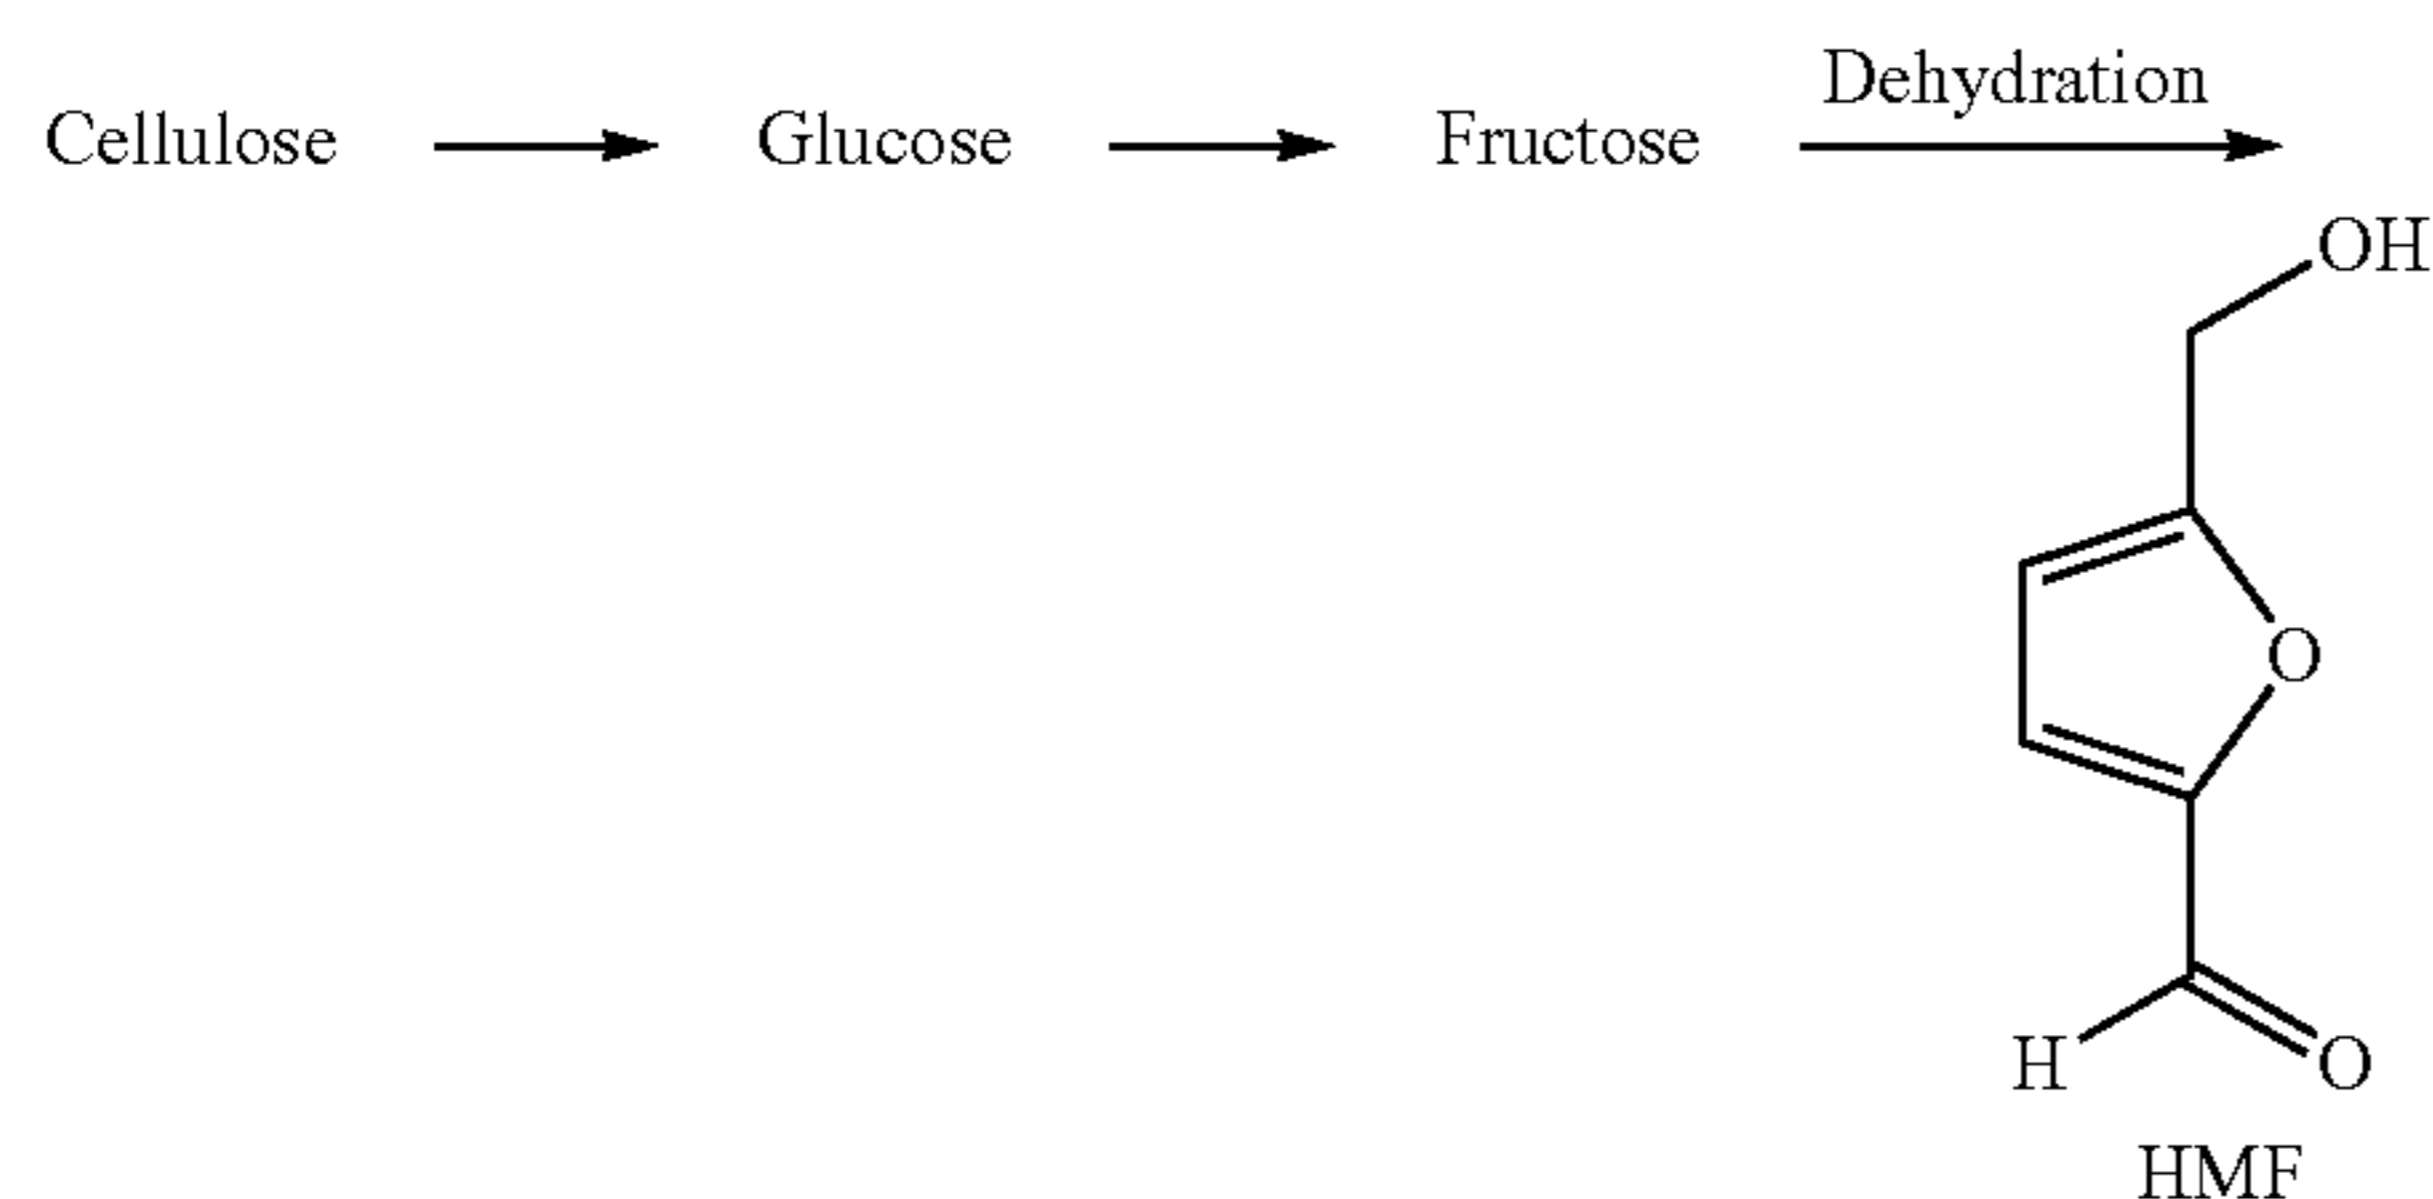 Dehydration
Cellulose Glucose Fructose
OH
O
H O
HMF